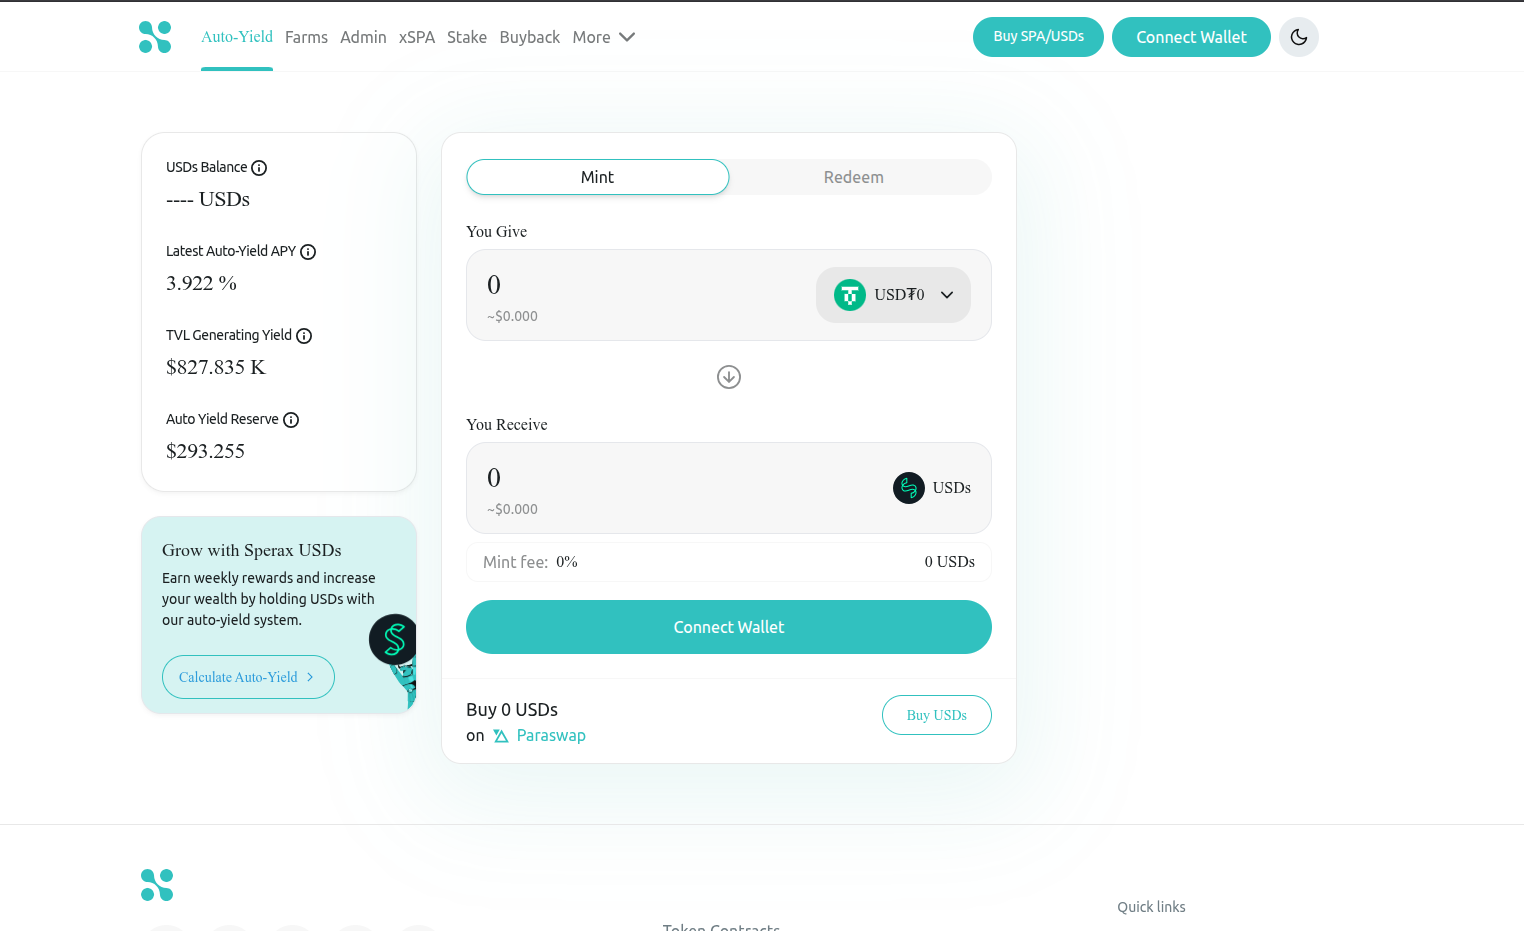 Auto-Yield Farms Admin xSPA Stake Buyback More
Buy SPA/USDs
Connect Wallet
USDs Balance
---- USDs
Latest Auto-Yield APY
3.922 %
TVL Generating Yield
$827.835 K
Auto Yield Reserve
$293.255
Grow with Sperax USDs
Earn weekly rewards and increase
your wealth by holding USDs with
our auto-yield system.
Calculate Auto-Yield
Mint
Redeem
You Give
0
~$0.000
USD₮0
You Receive
0
~$0.000
USDs
Mint fee: 0%
0 USDs
Connect Wallet
Buy 0 USDs
on Paraswap
Buy USDs
Token Contracts
Quick links